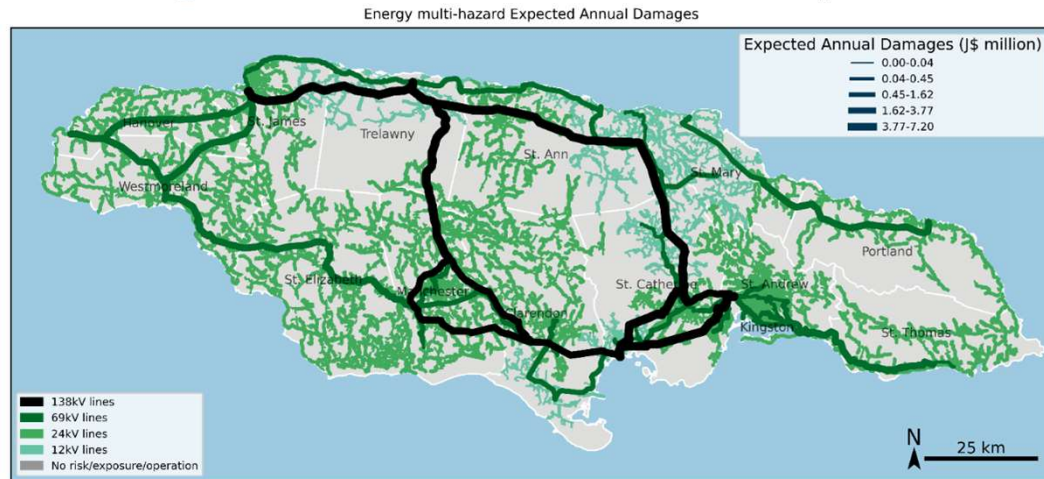 Energy multi-hazard Expected Annual Damages
Expected Annual Damages (J$ million)
0.00-0.04
0.04-0.45
0.45-1.62
1.62-3.77
3.77-7.20
Hanover
St. James
Trelawny
St. Ann
St. Mary
Westmoreland
Portland
St. Elizabeth
Manchester
Clarendon
St. Catherine
St. Andrew
Kingston
St. Thomas
138kV lines
69kV lines
24kV lines
12kV lines
No risk/exposure/operation
N
25 km